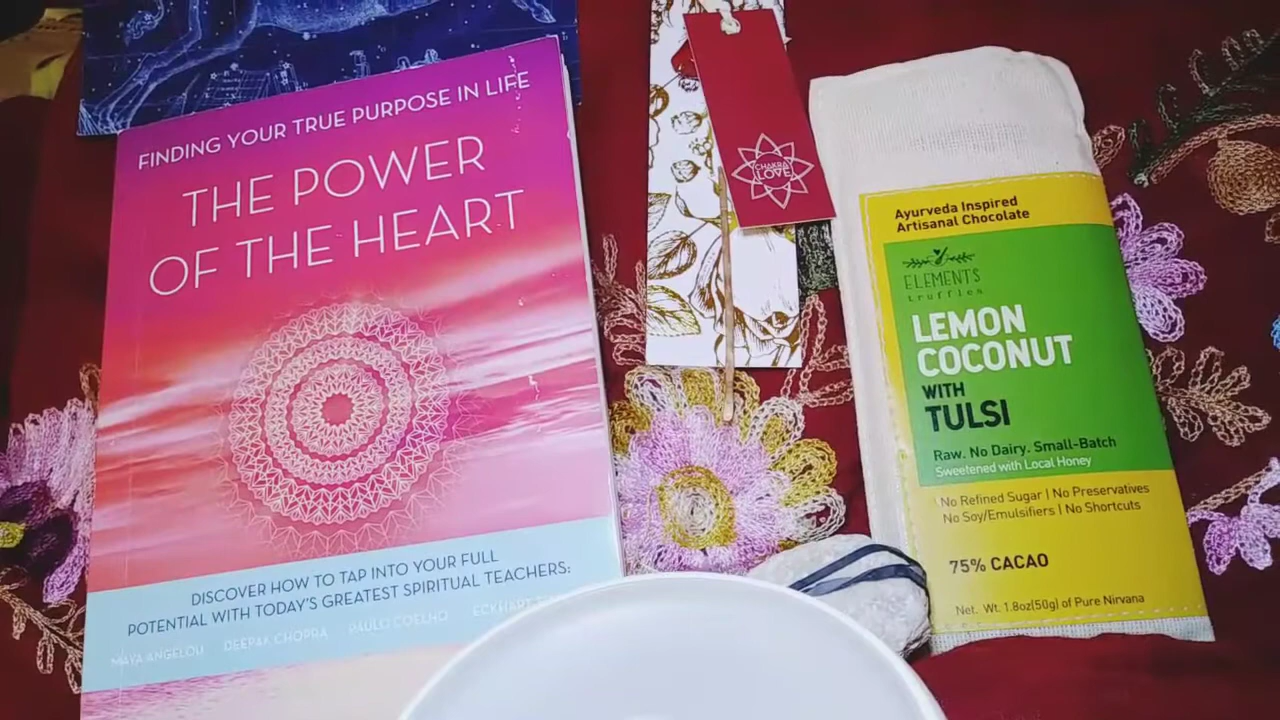 FINDING YOUR TRUE PURPOSE IN LIFE
THE POWER
OF THE HEART
DISCOVER HOW TO TAP INTO YOUR FULL
POTENTIAL WITH TODAY'S GREATEST SPIRITUAL TEACHERS:
MAYA ANGELOU DEEPAK CHOPRA PAULO COELHO ECKHART
CHAKRA
LOVE
Ayurveda Inspired
Artisanal Chocolate
ELEMENTS
truffles
LEMON
COCONUT
WITH
TULSI
Raw. No Dairy. Small-Batch
Sweetened with Local Honey
No Refined Sugar | No Preservatives
No Soy/Emulsifiers | No Shortcuts
75% CACAO
Net. Wt. 1.8oz(50g) of Pure Nirvana